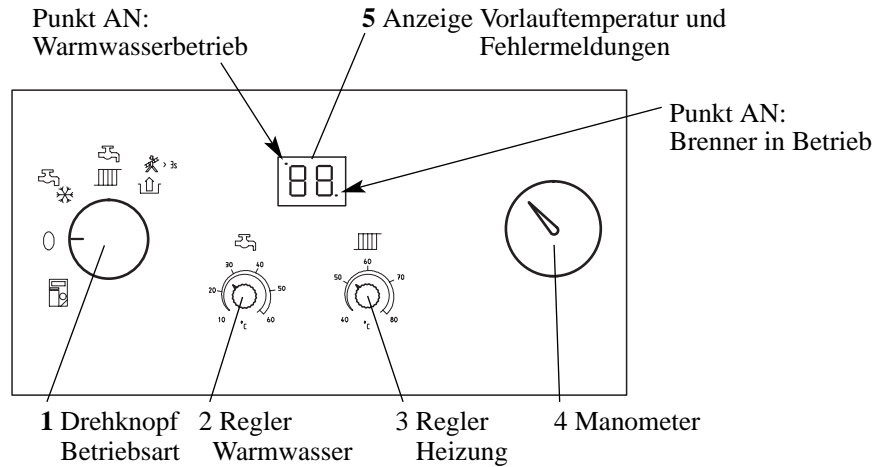 Punkt AN:
Warmwasserbetrieb
5 Anzeige Vorlauftemperatur und
Fehlermeldungen
Punkt AN:
Brenner in Betrieb
> 3s
88
0
30 40
20 50
10 60
°C
60
50 70
40 80
°C
1 Drehknopf
Betriebsart
2 Regler
Warmwasser
3 Regler
Heizung
4 Manometer